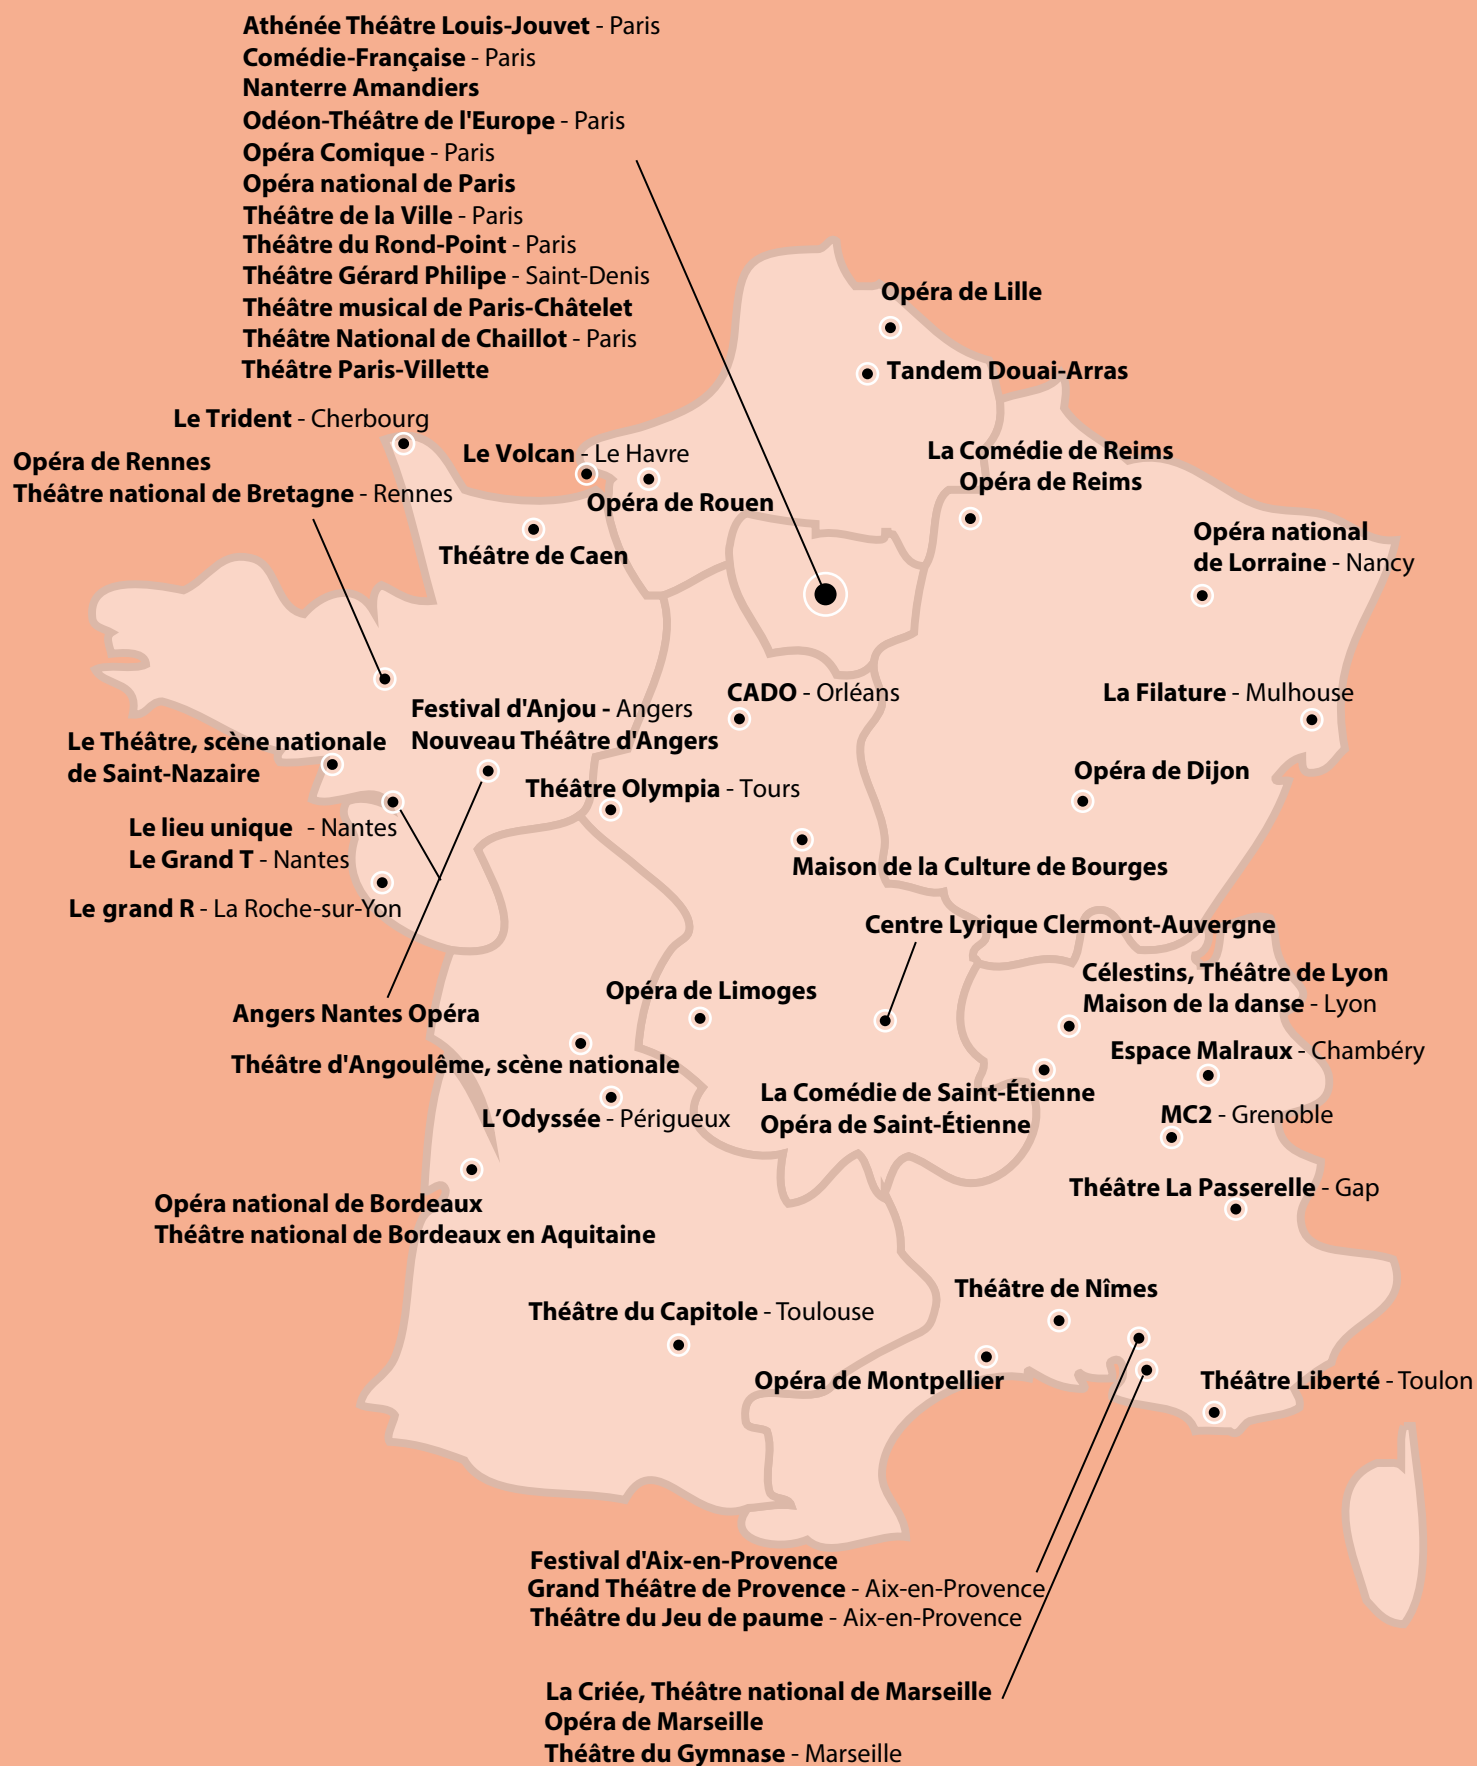 Athénée Théâtre Louis-Jouvet - Paris
Comédie-Française - Paris
Nanterre Amandiers
Odéon-Théâtre de l'Europe - Paris
Opéra Comique - Paris
Opéra national de Paris
Théâtre de la Ville - Paris
Théâtre du Rond-Point - Paris
Théâtre Gérard Philipe - Saint-Denis
Théâtre musical de Paris-Châtelet
Théâtre National de Chaillot - Paris
Théâtre Paris-Villette
Opéra de Lille
Tandem Douai-Arras
Le Trident - Cherbourg
Le Volcan - Le Havre
Opéra de Rennes
Théâtre national de Bretagne - Rennes
Opéra de Rouen
Théâtre de Caen
La Comédie de Reims
Opéra de Reims
Opéra national
de Lorraine - Nancy
CADO - Orléans
La Filature - Mulhouse
Festival d'Anjou - Angers
Nouveau Théâtre d'Angers
Le Théâtre, scène nationale
de Saint-Nazaire
Opéra de Dijon
Théâtre Olympia - Tours
Le lieu unique - Nantes
Le Grand T - Nantes
Maison de la Culture de Bourges
Le grand R - La Roche-sur-Yon
Centre Lyrique Clermont-Auvergne
Célestins, Théâtre de Lyon
Maison de la danse - Lyon
Opéra de Limoges
Angers Nantes Opéra
Espace Malraux - Chambéry
Théâtre d'Angoulême, scène nationale
La Comédie de Saint-Étienne
Opéra de Saint-Étienne
L’Odyssée - Périgueux
MC2 - Grenoble
Théâtre La Passerelle - Gap
Opéra national de Bordeaux
Théâtre national de Bordeaux en Aquitaine
Théâtre de Nîmes
Théâtre du Capitole - Toulouse
Opéra de Montpellier
Théâtre Liberté - Toulon
Festival d'Aix-en-Provence
Grand Théâtre de Provence - Aix-en-Provence
Théâtre du Jeu de paume - Aix-en-Provence
La Criée, Théâtre national de Marseille
Opéra de Marseille
Théâtre du Gymnase - Marseille